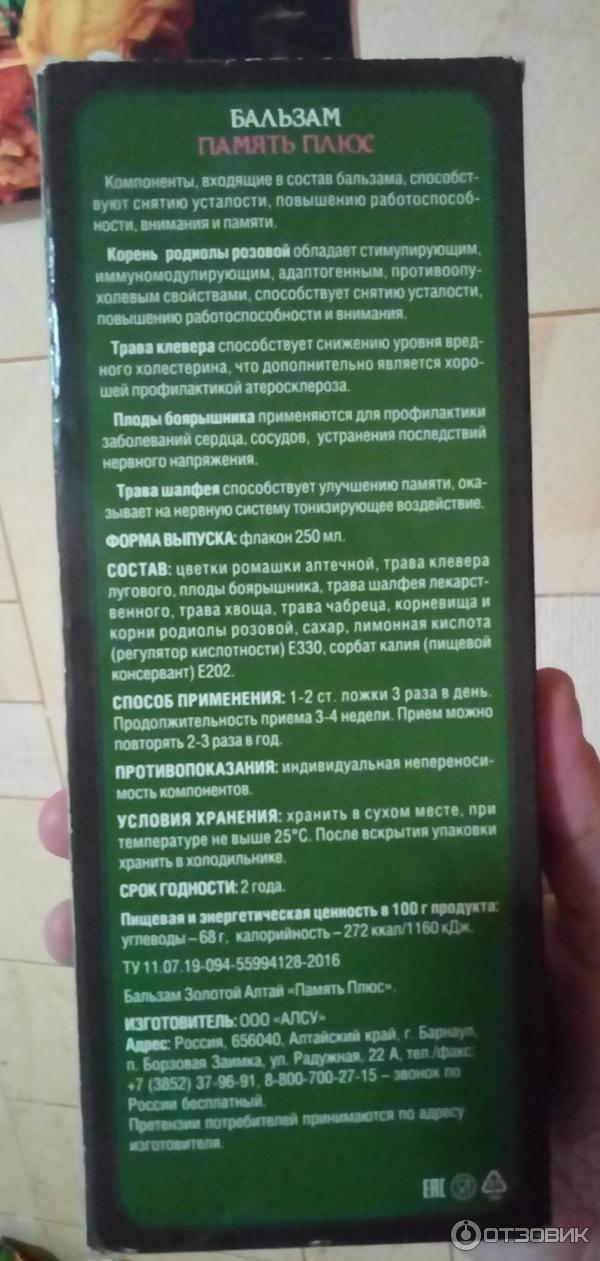 БАЛЬЗАМ
ПАМЯТЬ ПЛЮС
Компоненты, входящие в состав бальзама, способст-
вуют снятию усталости, повышению работоспособ-
ности, внимания и памяти.
Корень родиолы розовой обладает стимулирующим,
иммуномодулирующим, адаптогенным, противоопу-
холевым свойствами, способствует снятию усталости,
повышению работоспособности и внимания.
Трава клевера способствует снижению уровня вред-
ного холестерина, что дополнительно является хоро-
шей профилактикой атеросклероза.
Плоды боярышника применяются для профилактики
заболеваний сердца, сосудов, устранения последствий
нервного напряжения.
Трава шалфея способствует улучшению памяти, ока-
зывает на нервную систему тонизирующее воздействие.
ФОРМА ВЫПУСКА: флакон 250 мл.
СОСТАВ: цветки ромашки аптечной, трава клевера
лугового, плоды боярышника, трава шалфея лекарст-
венного, трава хвоща, трава чабреца, корневища и
корни родиолы розовой, сахар, лимонная кислота
(регулятор кислотности) Е330, сорбат калия (пищевой
консервант) Е202.
СПОСОБ ПРИМЕНЕНИЯ: 1-2 ст. ложки 3 раза в день.
Продолжительность приема 3-4 недели. Прием можно
повторять 2-3 раза в год.
ПРОТИВОПОКАЗАНИЯ: индивидуальная непереноси-
мость компонентов.
УСЛОВИЯ ХРАНЕНИЯ: хранить в сухом месте, при
температуре не выше 25°С. После вскрытия упаковки
хранить в холодильнике.
СРОК ГОДНОСТИ: 2 года.
Пищевая и энергетическая ценность в 100 г продукта:
углеводы – 68 г, калорийность – 272 ккал/1160 кДж.
ТУ 11.07.19-094-55994128-2016
Бальзам Золотой Алтай «Память Плюс».
ИЗГОТОВИТЕЛЬ: ООО «АЛСУ»
Адрес: Россия, 656040, Алтайский край, г. Барнаул,
п. Борзовая Заимка, ул. Радужная, 22 А, тел./факс:
+7 (3852) 37-96-91, 8-800-700-27-15 – звонок по
России бесплатный.
Претензии потребителей принимаются по адресу
изготовителя.
EAC
ОТЗОВИК